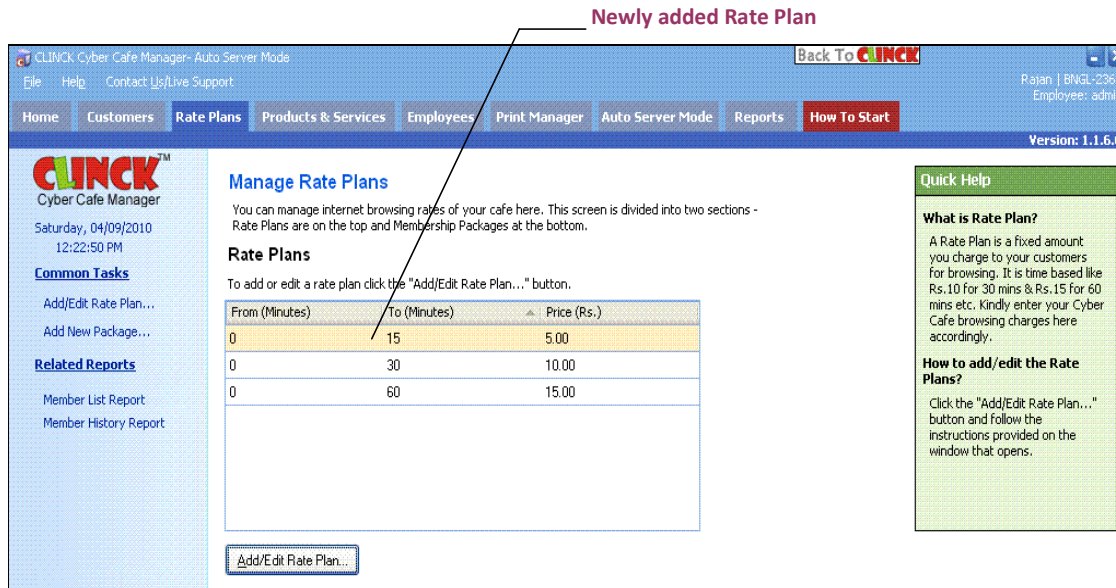 Newly added Rate Plan
CLINCK Cyber Cafe Manager- Auto Server Mode
Back To CLINCK
File Help Contact Us/Live Support
Rajan | BNGL-236
Employee: admi
Home Customers Rate Plans Products & Services Employees Print Manager Auto Server Mode Reports How To Start
Version: 1.1.6.
CLINCK TM
Cyber Cafe Manager
Saturday, 04/09/2010
12:22:50 PM
Common Tasks
Add/Edit Rate Plan...
Add New Package...
Related Reports
Member List Report
Member History Report
Manage Rate Plans
You can manage internet browsing rates of your cafe here. This screen is divided into two sections -
Rate Plans are on the top and Membership Packages at the bottom.
Rate Plans
To add or edit a rate plan click the "Add/Edit Rate Plan..." button.
From (Minutes) To (Minutes) Price (Rs.)
0 15 5.00
0 30 10.00
0 60 15.00
Add/Edit Rate Plan...
Quick Help
What is Rate Plan?
A Rate Plan is a fixed amount
you charge to your customers
for browsing. It is time based like
Rs.10 for 30 mins & Rs.15 for 60
mins etc. Kindly enter your Cyber
Cafe browsing charges here
accordingly.
How to add/edit the Rate
Plans?
Click the "Add/Edit Rate Plan..."
button and follow the
instructions provided on the
window that opens.